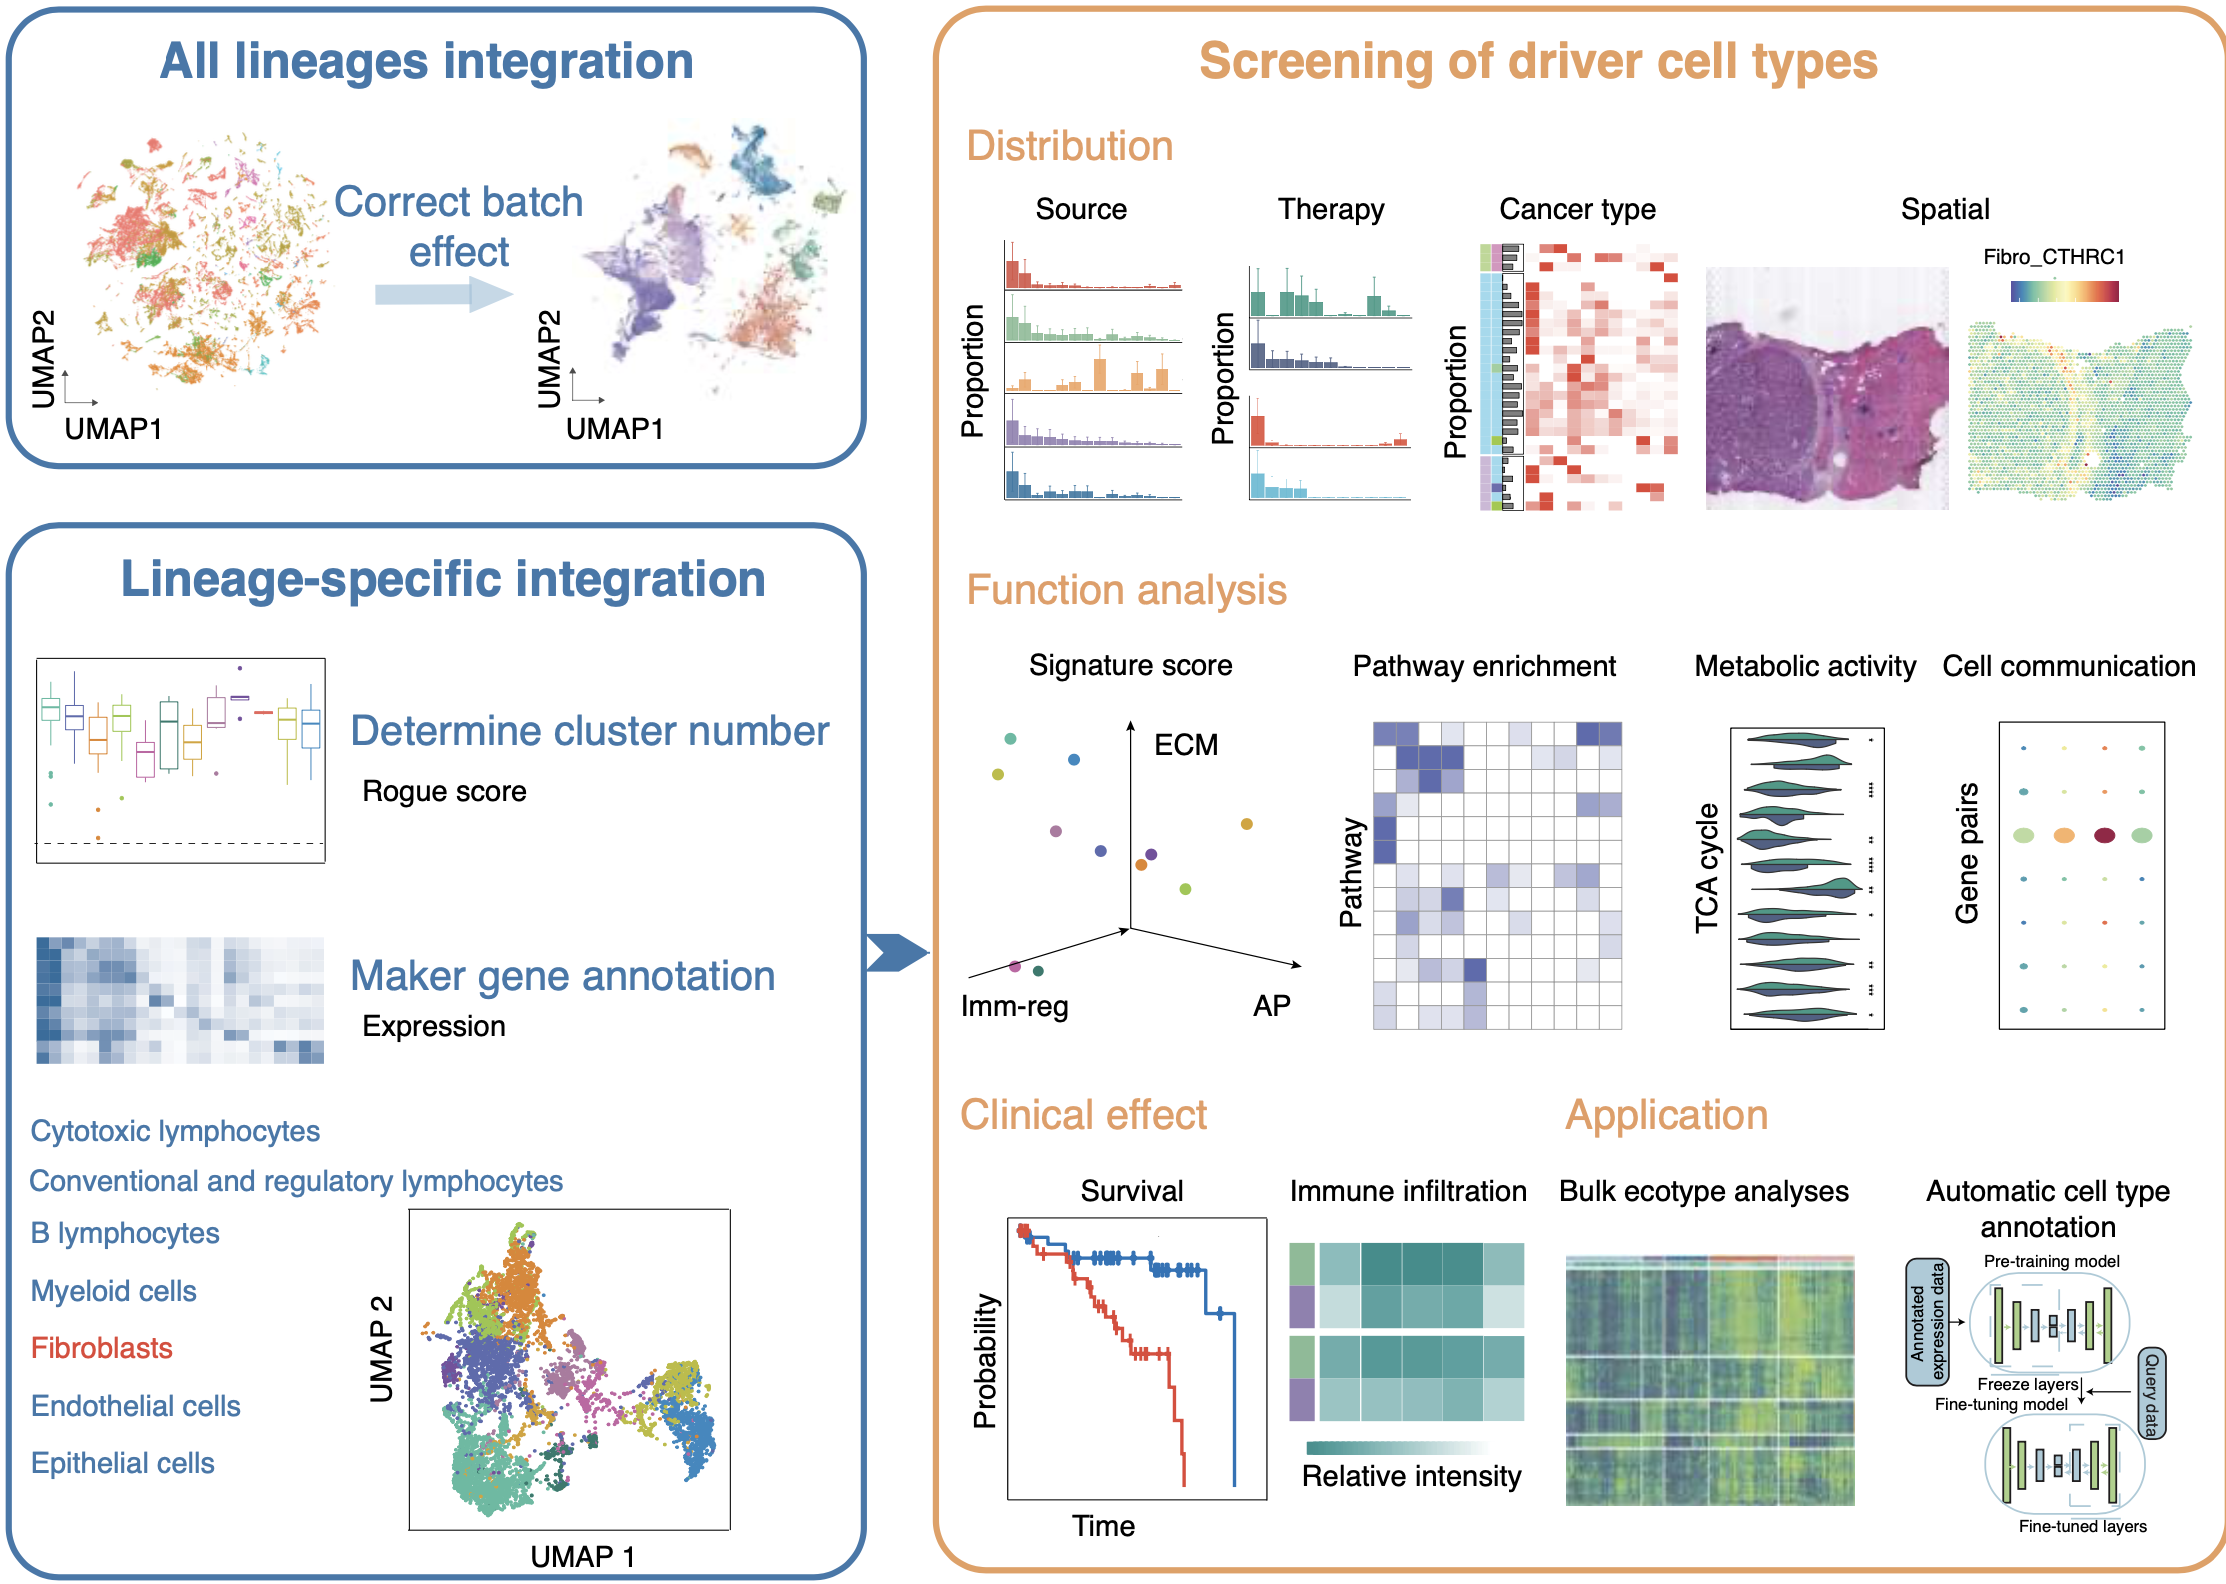 All lineages integration
Correct batch
effect
UMAP2
UMAP1
UMAP2
UMAP1
Lineage-specific integration
Determine cluster number
Rogue score
Maker gene annotation
Expression
Cytotoxic lymphocytes
Conventional and regulatory lymphocytes
B lymphocytes
Myeloid cells
Fibroblasts
Endothelial cells
Epithelial cells
UMAP 2
UMAP 1
Screening of driver cell types
Distribution
Source
Therapy
Cancer type
Spatial
Fibro_CTHRC1
Proportion
Proportion
Proportion
Function analysis
Signature score
Pathway enrichment
Metabolic activity
Cell communication
ECM
Imm-reg
AP
Pathway
TCA cycle
Gene pairs
Clinical effect
Application
Survival
Immune infiltration
Bulk ecotype analyses
Automatic cell type
annotation
Probability
Time
Relative intensity
Pre-training model
Annotated
expression data
Freeze layers
Fine-tuning model
Query data
Fine-tuned layers